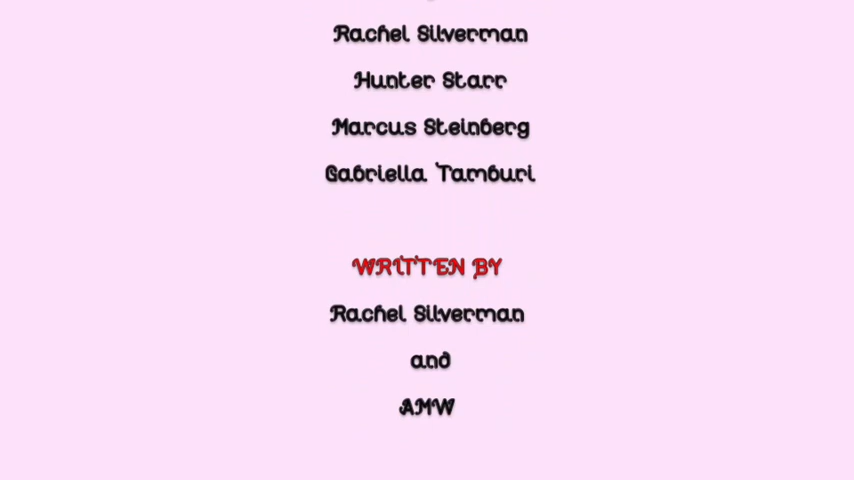 Rachel Silverman
Hunter Starr
Marcus Steinberg
Gabriella Tamburi
WRITTEN BY
Rachel Silverman
and
AMW